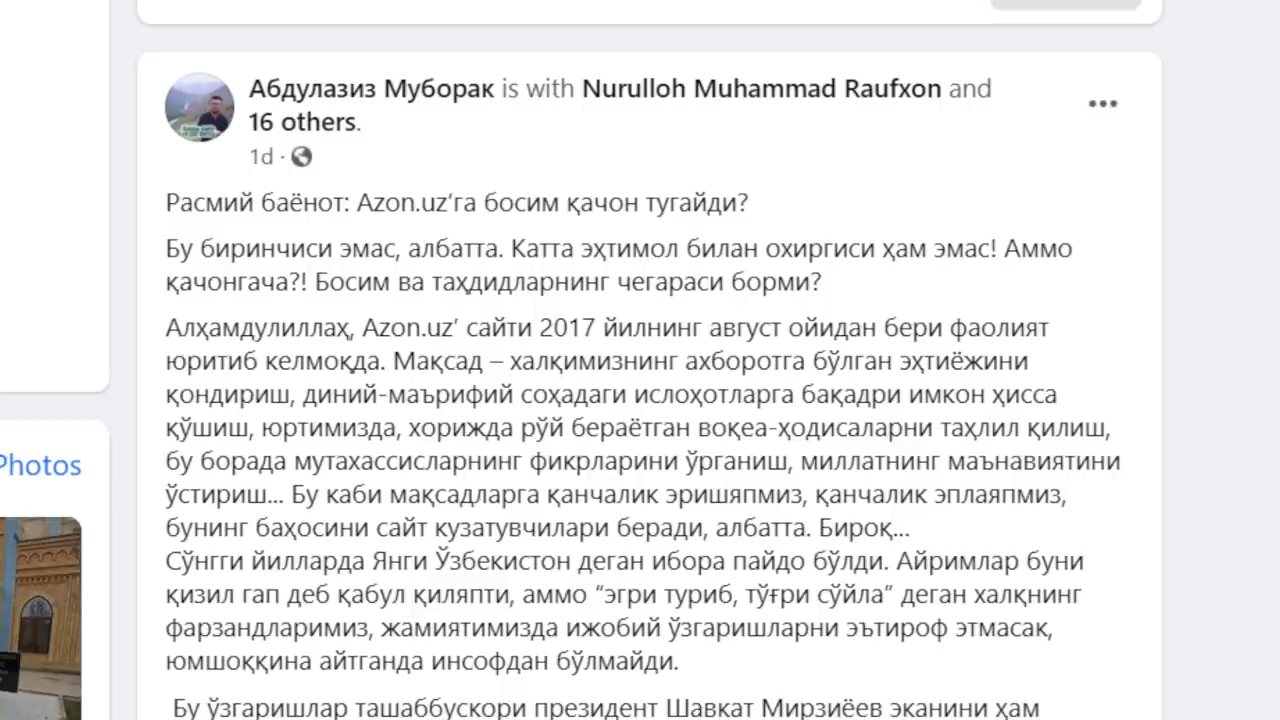 Абдулазиз Муборак is with Nurulloh Muhammad Raufxon and
16 others.
1d ·
Расмий баёнот: Azon.uz’га босим қачон тугайди?
Бу биринчиси эмас, албатта. Катта эҳтимол билан охиргиси ҳам эмас! Аммо
қачонгача?! Босим ва таҳдидларнинг чегараси борми?
Алҳамдулиллаҳ, Azon.uz’ сайти 2017 йилнинг август ойидан бери фаолият
юритиб келмоқда. Мақсад – халқимизнинг ахборотга бўлган эҳтиёжини
қондириш, диний-маърифий соҳадаги ислоҳотларга бақадри имкон ҳисса
қўшиш, юртимизда, хорижда рўй бераётган воқеа-ҳодисаларни таҳлил қилиш,
бу борада мутахассисларнинг фикрларини ўрганиш, миллатнинг маънавиятини
ўстириш... Бу каби мақсадларга қанчалик эришяпмиз, қанчалик эплаяпмиз,
бунинг баҳосини сайт кузатувчилари беради, албатта. Бироқ...
Сўнгги йилларда Янги Ўзбекистон деган ибора пайдо бўлди. Айримлар буни
қизил гап деб қабул қиляпти, аммо “эгри туриб, тўғри сўйла” деган халқнинг
фарзандларимиз, жамиятимизда ижобий ўзгаришларни эътироф этмасак,
юмшоққина айтганда инсофдан бўлмайди.
Photos
Бу ўзгаришлар ташаббускори президент Шавкат Мирзиёев эканини ҳам